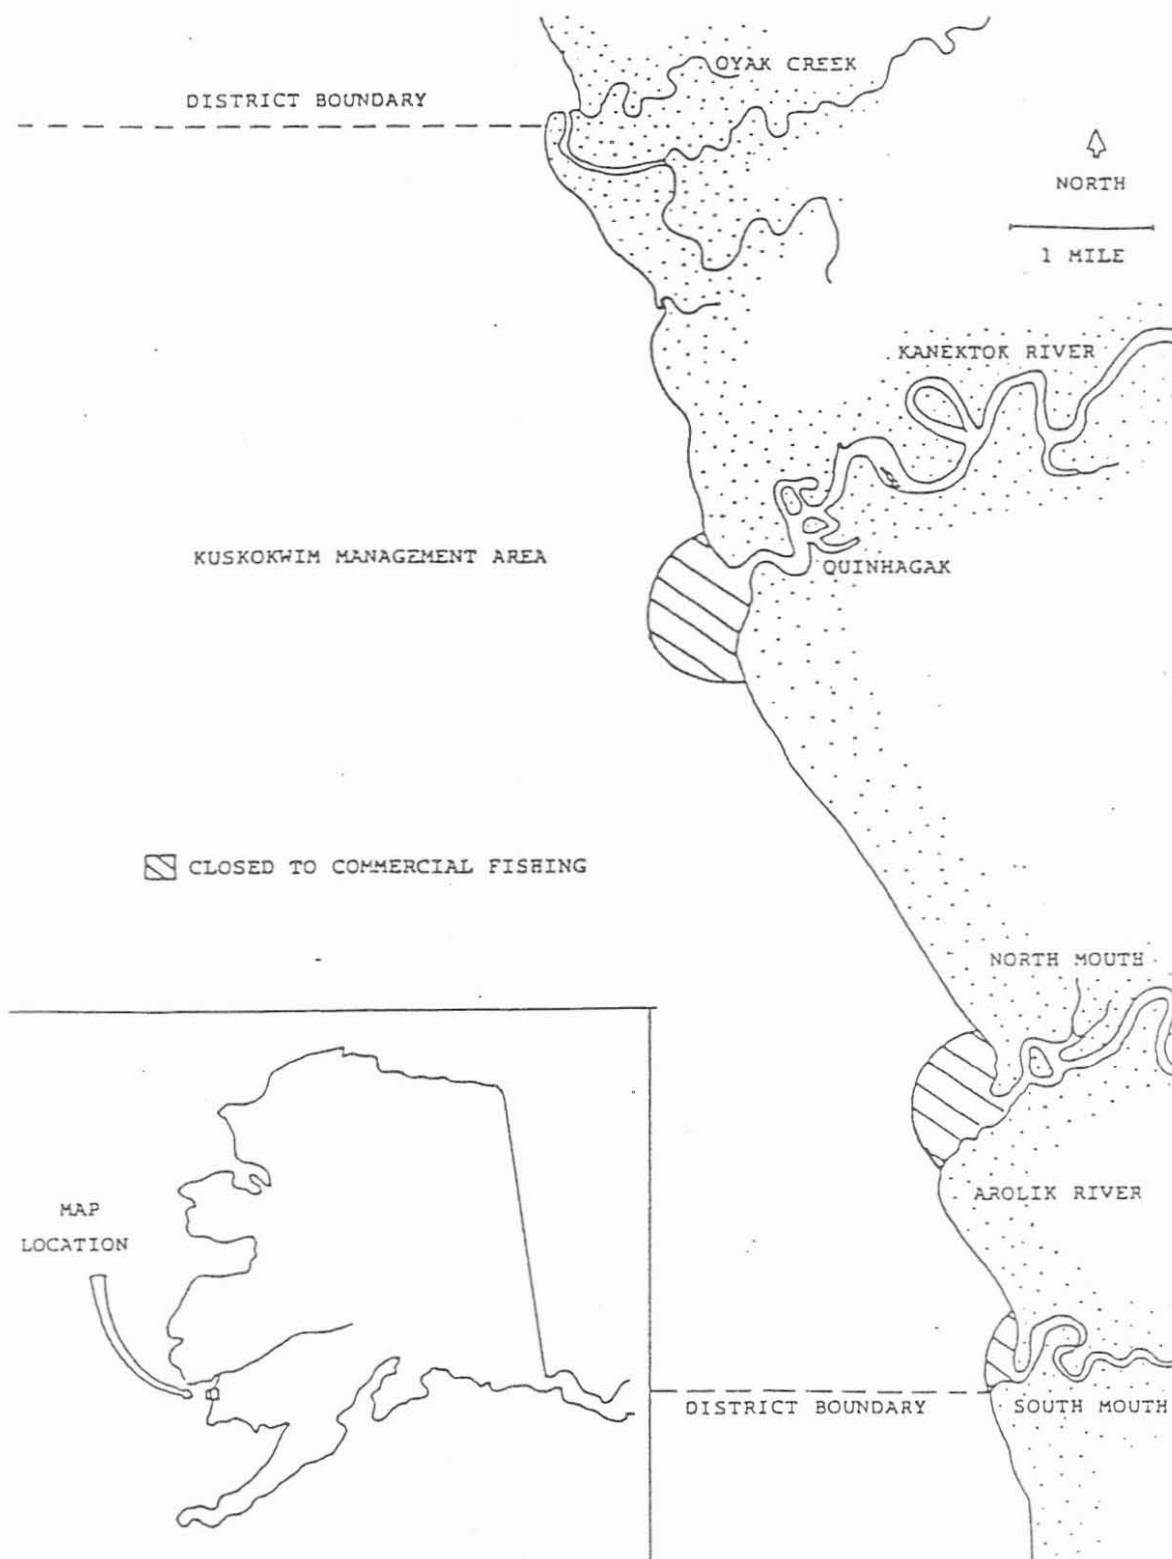 OYAK CREEK
DISTRICT BOUNDARY
NORTH
1 MILE
KANEKTOK RIVER
KUSKOKWIM MANAGEMENT AREA
QUINHAGAK
CLOSED TO COMMERCIAL FISHING
NORTH MOUTH
AROLIK RIVER
MAP
LOCATION
DISTRICT BOUNDARY
SOUTH MOUTH